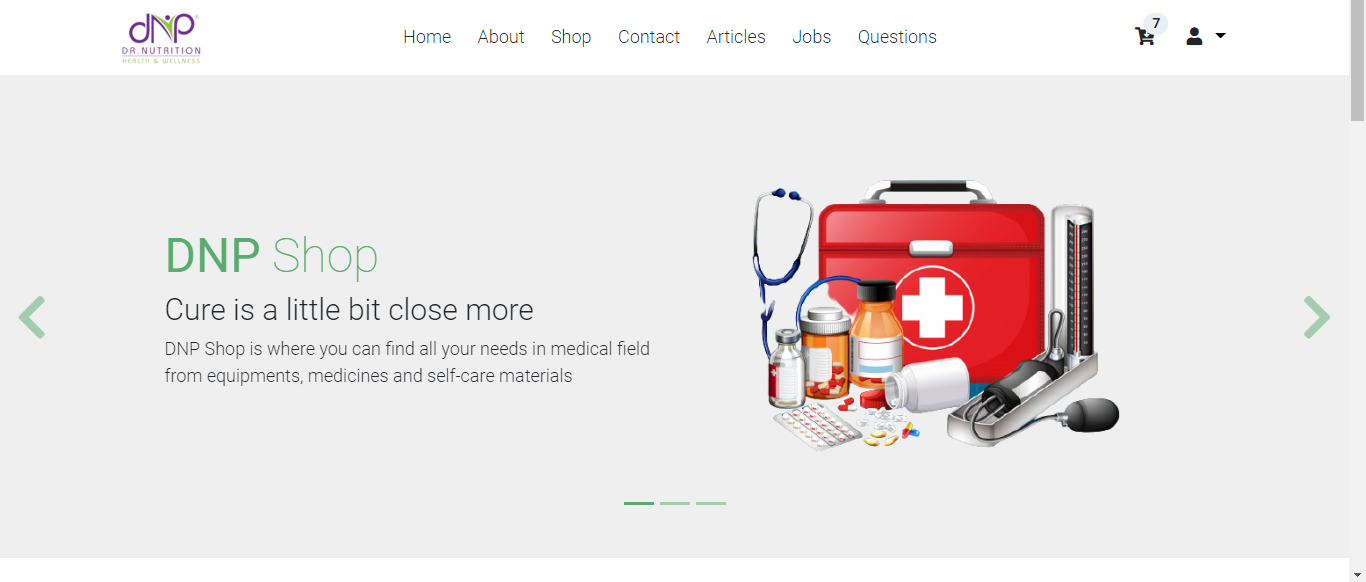 dNP
DR.NUTRITION
HEALTH & WELLNESS
Home About Shop Contact Articles Jobs Questions
7
DNP Shop
Cure is a little bit close more
DNP Shop is where you can find all your needs in medical field
from equipments, medicines and self-care materials